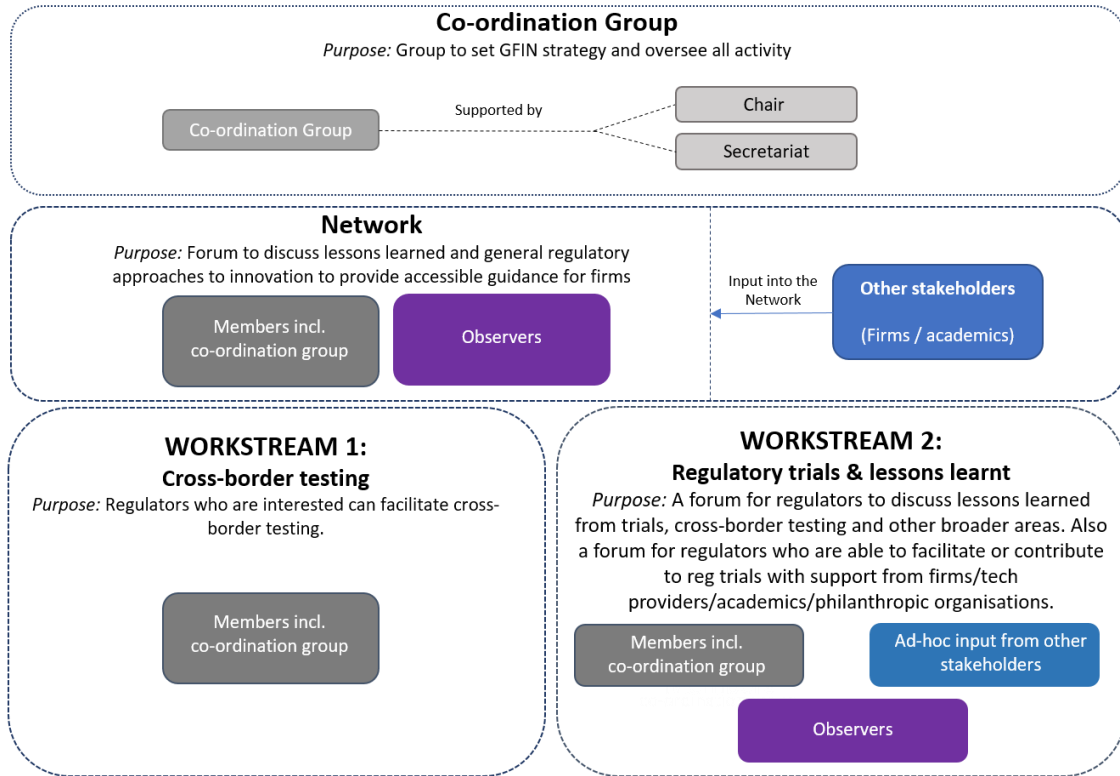 Co-ordination Group
Purpose: Group to set GFIN strategy and oversee all activity
Co-ordination Group
Supported by
Chair
Secretariat
Network
Purpose: Forum to discuss lessons learned and general regulatory
approaches to innovation to provide accessible guidance for firms
Members incl.
co-ordination group
Observers
Input into the
Network
Other stakeholders
(Firms / academics)
WORKSTREAM 1:
Cross-border testing
Purpose: Regulators who are interested can facilitate cross-
border testing.
Members incl.
co-ordination group
WORKSTREAM 2:
Regulatory trials & lessons learnt
Purpose: A forum for regulators to discuss lessons learned
from trials, cross-border testing and other broader areas. Also
a forum for regulators who are able to facilitate or contribute
to reg trials with support from firms/tech
providers/academics/philanthropic organisations.
Members incl.
co-ordination group
Ad-hoc input from other
stakeholders
Observers